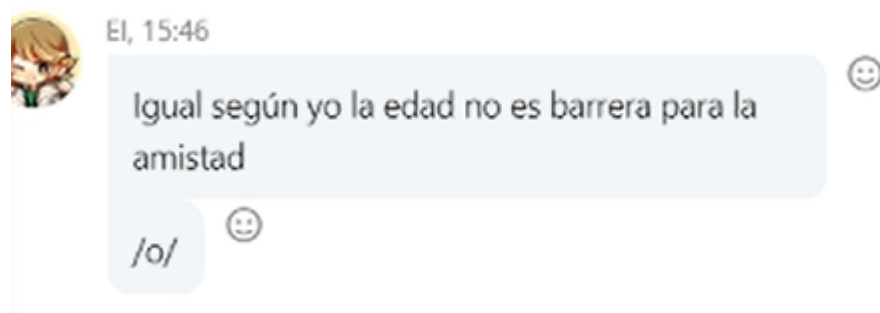 El, 15:46
Igual según yo la edad no es barrera para la
amistad
/o/